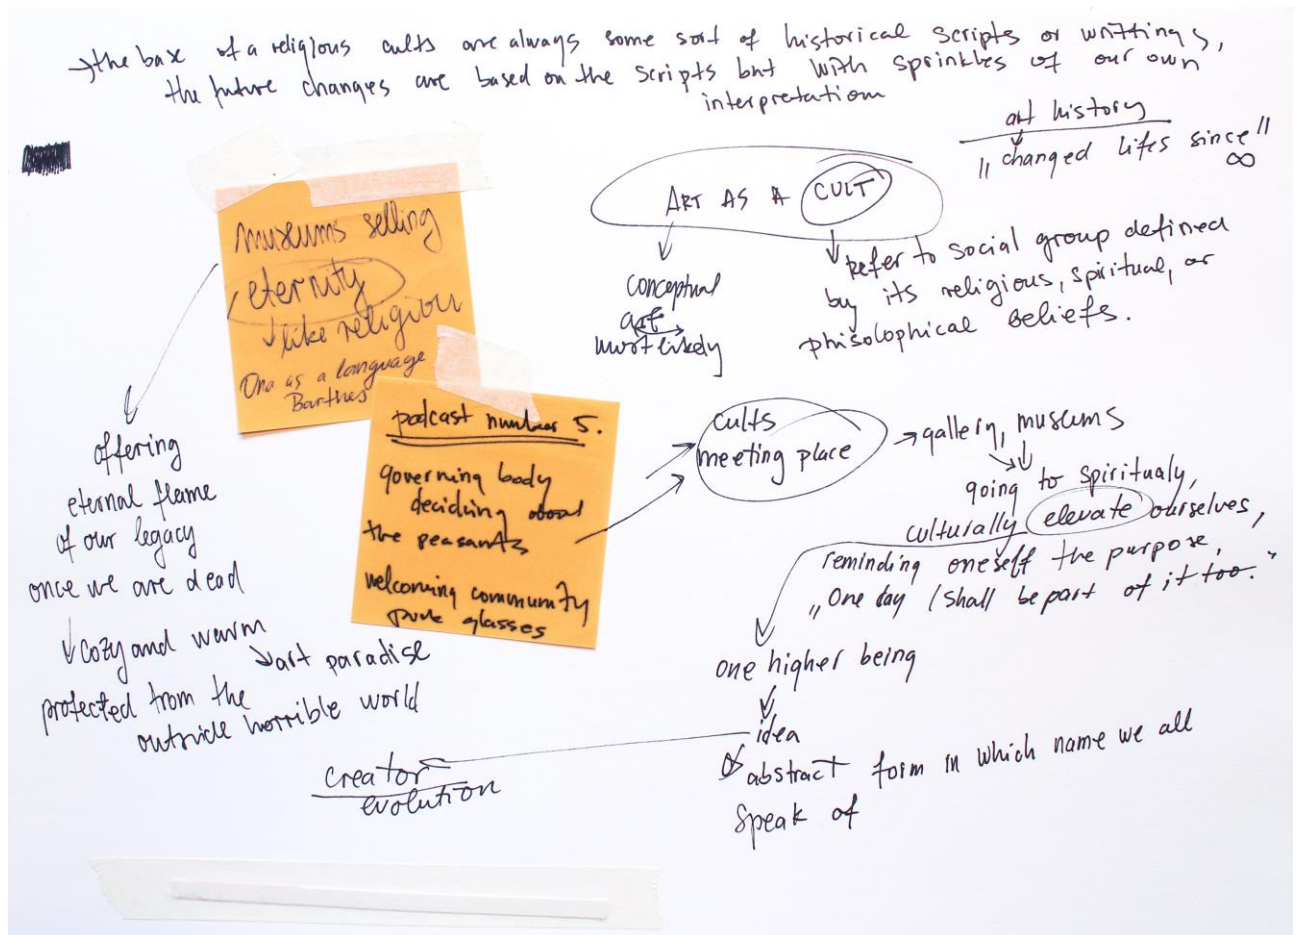 → the base of a religious cults are always some sort of historical scripts or writtings,
the future changes are based on the scripts but with sprinkles of our own
interpretation
art history
„changed lifes since"
∞
ART AS A CULT
conceptual
art
most likely
Refer to social group defined
by its religious, spiritual, or
phisolophical beliefs.
museums selling
eternity
like religion
as a language
Barthes
offering
eternal flame
of our legacy
once we are dead
cozy and warm
art paradise
protected from the
outside horrible world
podcast number 5.
governing body
deciding about
the peasants
welcoming community
glasses
cults
meeting place
→ gallery, museums
going to spiritualy,
culturally elevate ourselves,
reminding oneself the purpose,
„One day I shall be part of it too."
one higher being
idea
abstract form in which name we all
speak of
creator
evolution